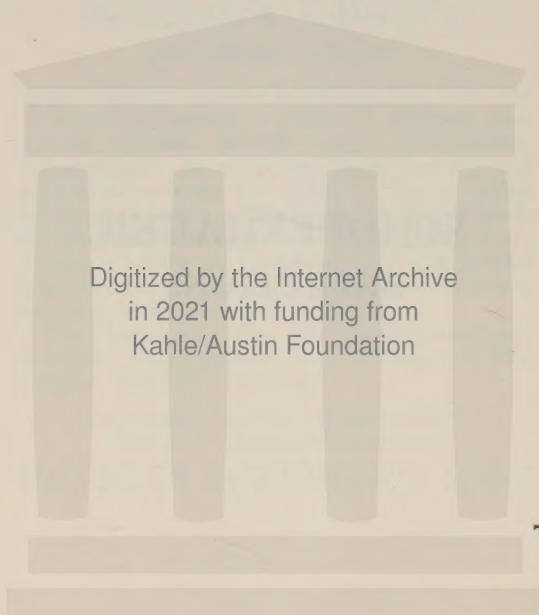 Digitized by the Internet Archive
in 2021 with funding from
Kahle/Austin Foundation